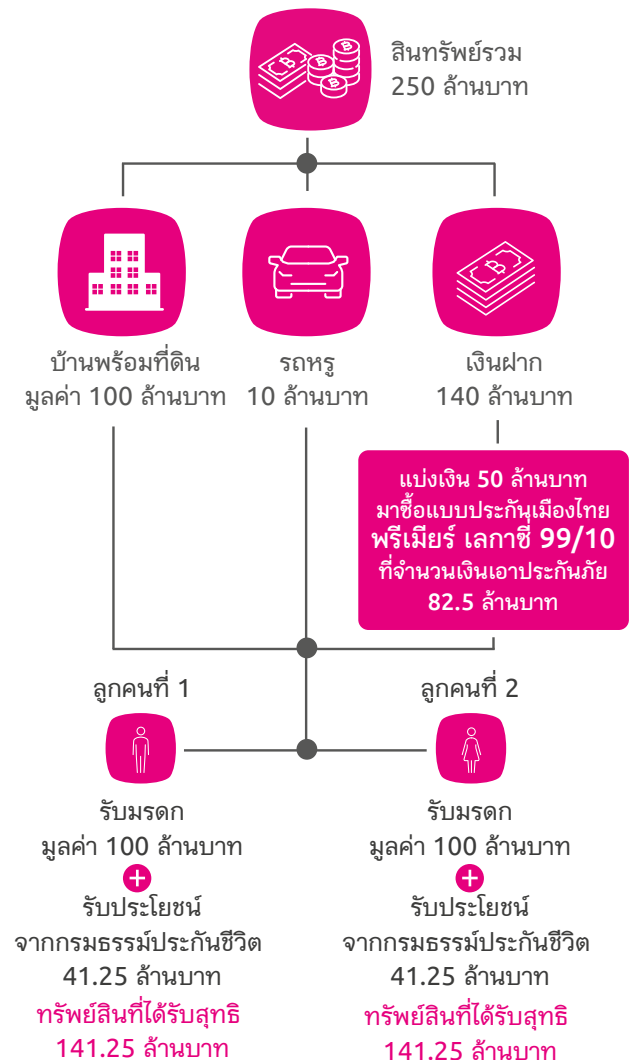 สินทรัพย์รวม
250 ล้านบาท
บ้านพร้อมที่ดิน
มูลค่า 100 ล้านบาท
รถหรู
10 ล้านบาท
เงินฝาก
140 ล้านบาท
แบ่งเงิน 50 ล้านบาท
มาซื้อแบบประกันเมืองไทย
พรีเมียร์ เลกาซี่ 99/10
ที่จำนวนเงินเอาประกันภัย
82.5 ล้านบาท
ลูกคนที่ 1
รับมรดก
มูลค่า 100 ล้านบาท
+
รับประโยชน์
จากกรมธรรม์ประกันชีวิต
41.25 ล้านบาท
ทรัพย์สินที่ได้รับสุทธิ
141.25 ล้านบาท
ลูกคนที่ 2
รับมรดก
มูลค่า 100 ล้านบาท
+
รับประโยชน์
จากกรมธรรม์ประกันชีวิต
41.25 ล้านบาท
ทรัพย์สินที่ได้รับสุทธิ
141.25 ล้านบาท